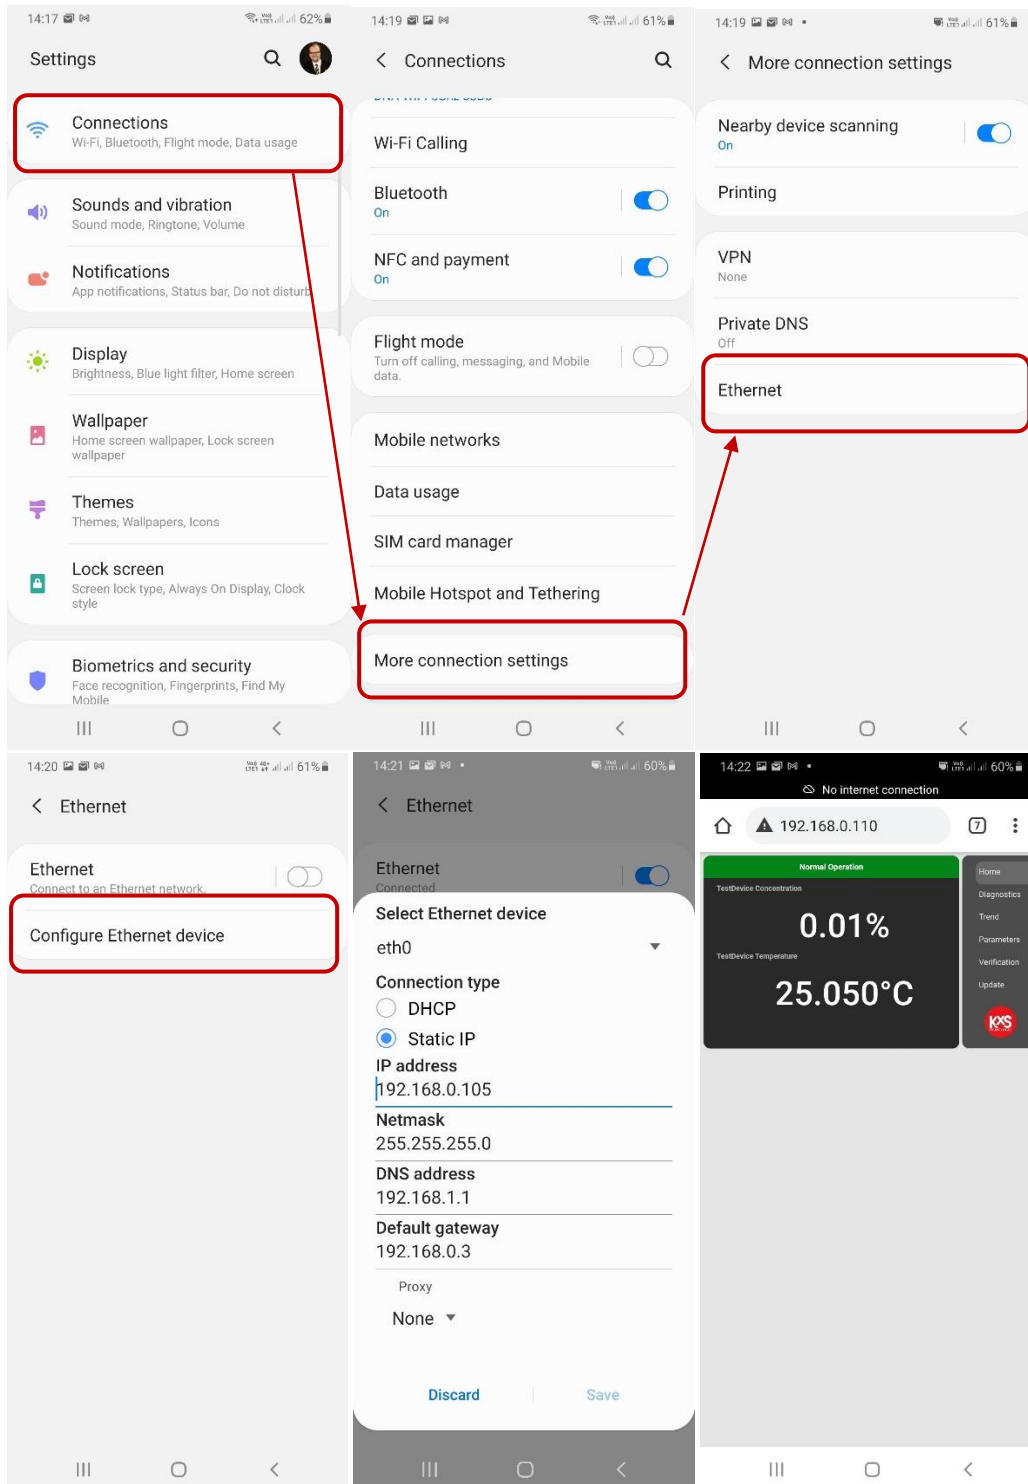 14:17
62%
Settings
Connections
Wi-Fi, Bluetooth, Flight mode, Data usage
Sounds and vibration
Sound mode, Ringtone, Volume
Notifications
App notifications, Status bar, Do not disturb
Display
Brightness, Blue light filter, Home screen
Wallpaper
Home screen wallpaper, Lock screen
wallpaper
Themes
Themes, Wallpapers, Icons
Lock screen
Screen lock type, Always On Display, Clock
style
Biometrics and security
Face recognition, Fingerprints, Find My
Mobile
14:19
61%
Connections
Wi-Fi Calling
Bluetooth
On
NFC and payment
On
Flight mode
Turn off calling, messaging, and Mobile
data.
Mobile networks
Data usage
SIM card manager
Mobile Hotspot and Tethering
More connection settings
14:19
61%
More connection settings
Nearby device scanning
On
Printing
VPN
None
Private DNS
Off
Ethernet
14:20
61%
Ethernet
Ethernet
Connect to an Ethernet network.
Configure Ethernet device
14:21
60%
Ethernet
Ethernet
Connected
Select Ethernet device
eth0
Connection type
DHCP
Static IP
IP address
192.168.0.105
Netmask
255.255.255.0
DNS address
192.168.1.1
Default gateway
192.168.0.3
Proxy
None
Discard
Save
14:22
60%
No internet connection
192.168.0.110
7
Normal Operation
TestDevice Concentration
0.01%
TestDevice Temperature
25.050°C
Home
Diagnostics
Trend
Parameters
Verification
Update
KXS